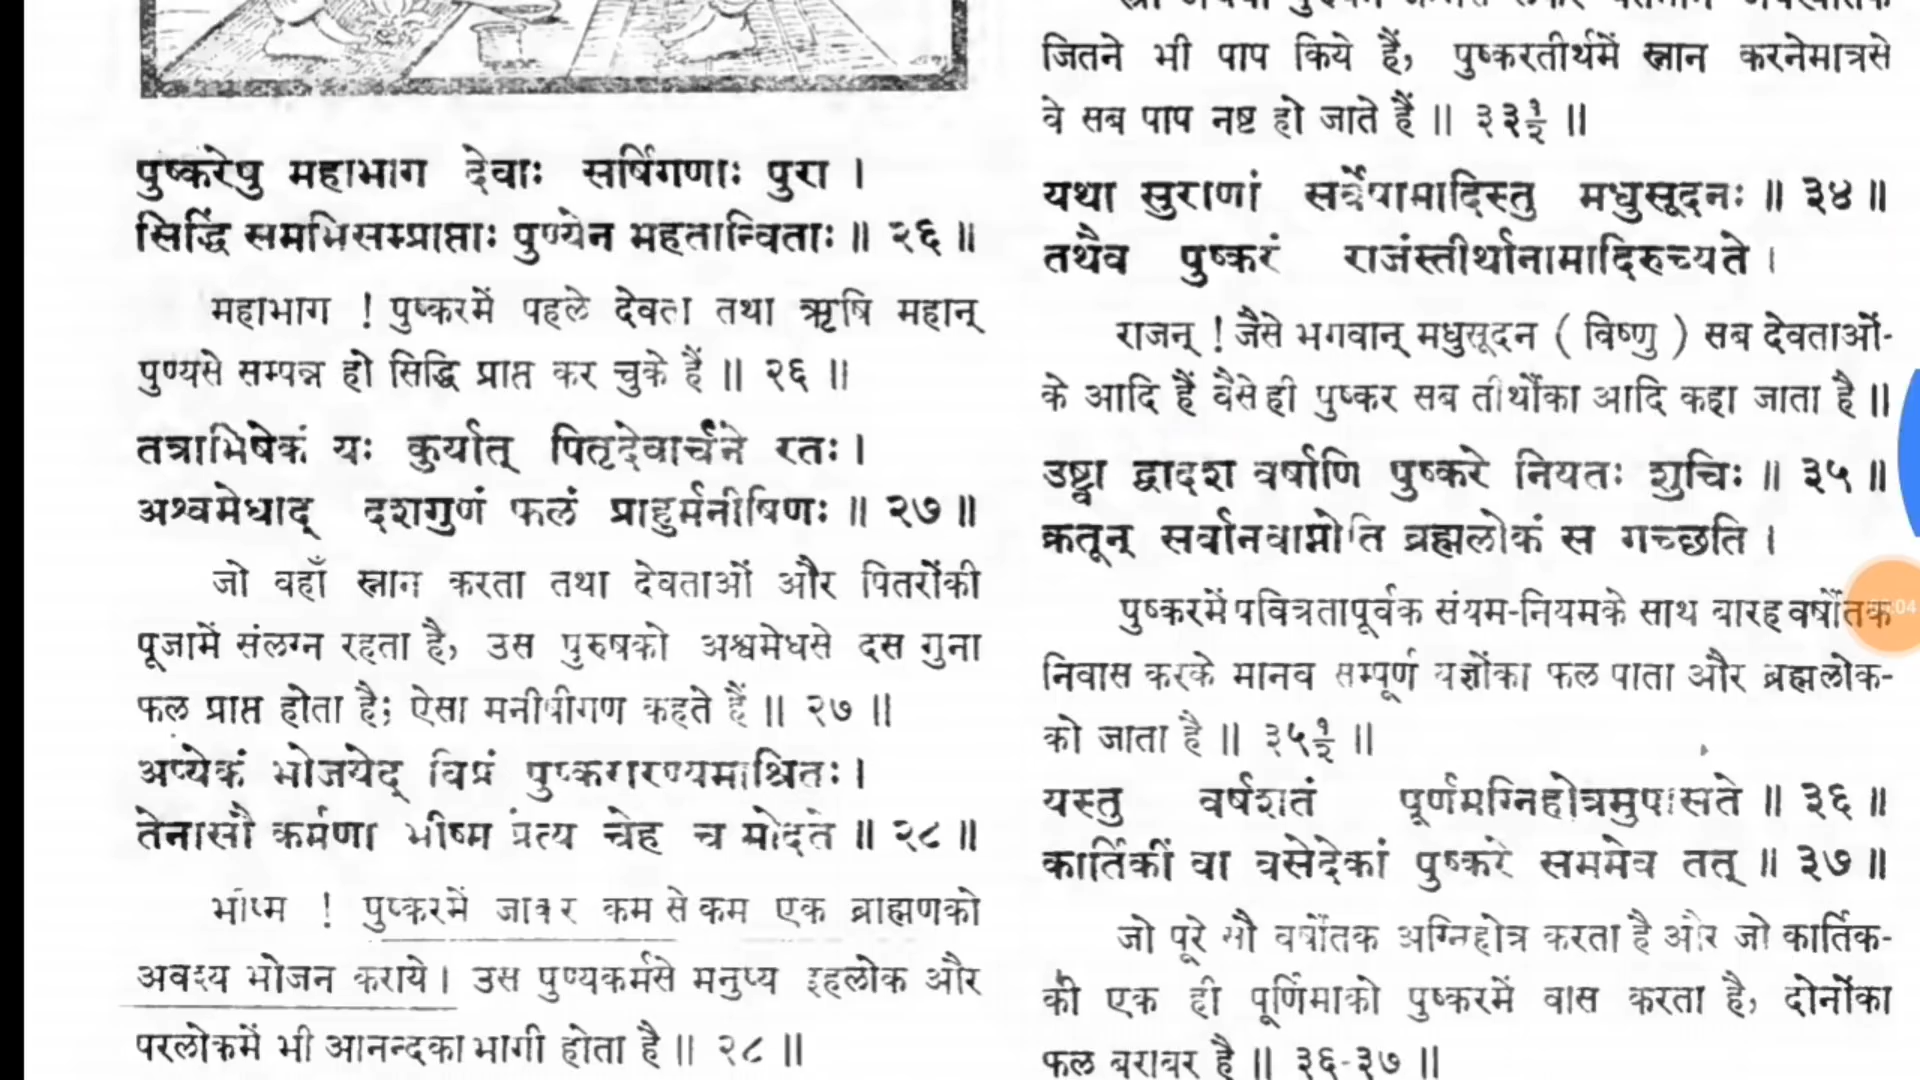 पुष्करेषु महाभाग देवाः सर्षिगणाः पुरा ।
सिद्धिं समभिसम्प्राप्ताः पुण्येन महतान्विताः ॥ २६ ॥
महाभाग ! पुष्करमें पहले देवता तथा ऋषि महान्
पुण्यसे सम्पन्न हो सिद्धि प्राप्त कर चुके हैं ॥ २६ ॥
तत्राभिषेकं यः कुर्यात् पितृदेवार्चने रतः ।
अश्वमेधाद् दशगुणं फलं प्राहुर्मनीषिणः ॥ २७ ॥
जो वहाँ स्नान करता तथा देवताओं और पितरोंकी
पूजामें संलग्न रहता है, उस पुरुषको अश्वमेधसे दस गुना
फल प्राप्त होता है; ऐसा मनीषीगण कहते हैं ॥ २७ ॥
अप्येकं भोजयेद् विप्रं पुष्करारण्यमाश्रितः ।
तेनासौ कर्मणा भीष्म प्रेत्य चेह च मोदते ॥ २८ ॥
भीष्म ! पुष्करमें जाकर कम से कम एक ब्राह्मणको
अवश्य भोजन कराये । उस पुण्यकर्मसे मनुष्य इहलोक और
परलोकमें भी आनन्दका भागी होता है ॥ २८ ॥
जितने भी पाप किये हैं, पुष्करतीर्थमें स्नान करनेमात्रसे
वे सब पाप नष्ट हो जाते हैं ॥ ३३½ ॥
यथा सुराणां सर्वेषामादिस्तु मधुसूदनः ॥ ३४ ॥
तथैव पुष्करं राजंस्तीर्थानामादिरुच्यते ।
राजन् ! जैसे भगवान् मधुसूदन ( विष्णु ) सब देवताओं-
के आदि हैं वैसे ही पुष्कर सब तीर्थोंका आदि कहा जाता है ॥
उष्ट्वा द्वादश वर्षाणि पुष्करे नियतः शुचिः ॥ ३५ ॥
क्रतून् सर्वानवाप्नोति ब्रह्मलोकं स गच्छति ।
पुष्करमें पवित्रतापूर्वक संयम-नियमके साथ बारह वर्षोंतक
निवास करके मानव सम्पूर्ण यज्ञोंका फल पाता और ब्रह्मलोक-
को जाता है ॥ ३५½ ॥
यस्तु वर्षशतं पूर्णमग्निहोत्रमुपासते ॥ ३६ ॥
कार्तिकीं वा वसेदेकां पुष्करे सममेव तत् ॥ ३७ ॥
जो पूरे सौ वर्षोंतक अग्निहोत्र करता है और जो कार्तिक-
की एक ही पूर्णिमाको पुष्करमें वास करता है, दोनोंका
फल बराबर है ॥ ३६-३७ ॥